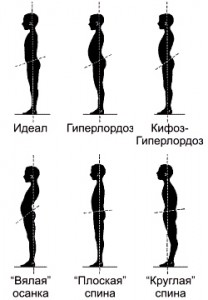 Идеал Гиперлордоз Кифоз-
Гиперлордоз
"Вялая" "Плоская" "Круглая"
осанка спина спина